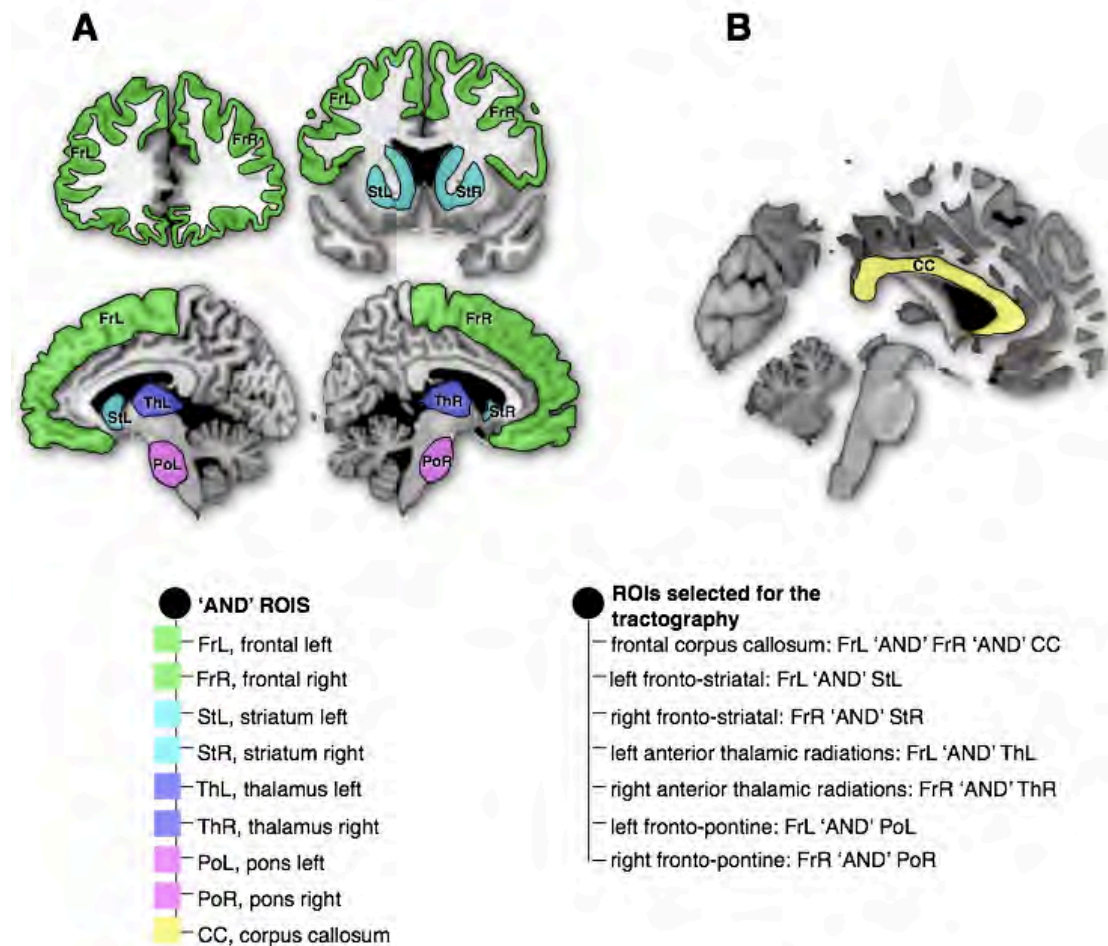 A
B
FrL
FrR
FrL
FrR
StL
StR
CC
FrL
FrR
StL
ThL
ThR
StR
PoL
PoR
‘AND’ ROIS
FrL, frontal left
FrR, frontal right
StL, striatum left
StR, striatum right
ThL, thalamus left
ThR, thalamus right
PoL, pons left
PoR, pons right
CC, corpus callosum
ROIs selected for the
tractography
frontal corpus callosum: FrL ‘AND’ FrR ‘AND’ CC
left fronto-striatal: FrL ‘AND’ StL
right fronto-striatal: FrR ‘AND’ StR
left anterior thalamic radiations: FrL ‘AND’ ThL
right anterior thalamic radiations: FrR ‘AND’ ThR
left fronto-pontine: FrL ‘AND’ PoL
right fronto-pontine: FrR ‘AND’ PoR